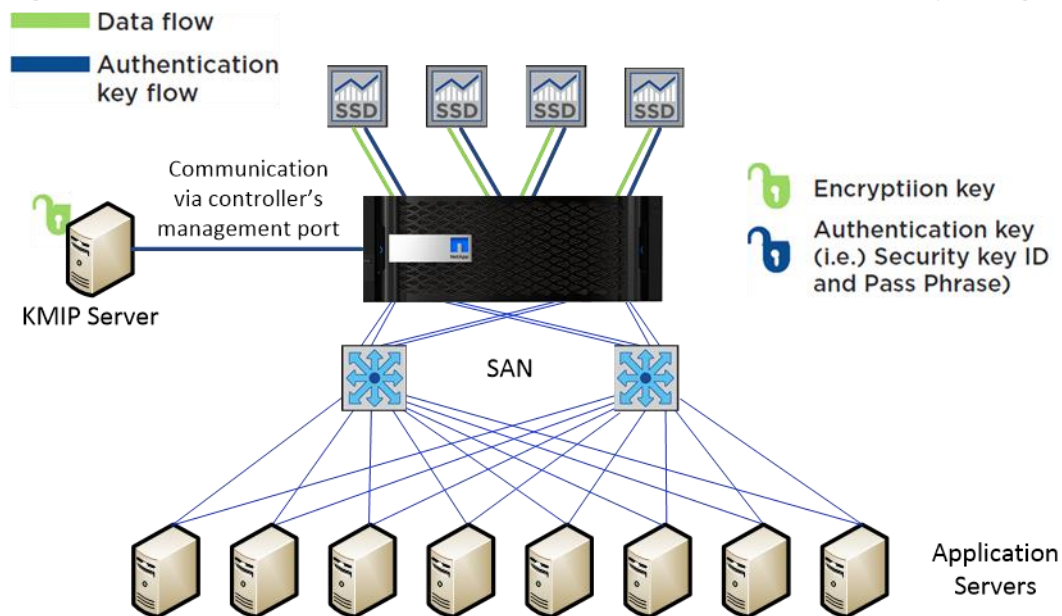 Data flow
Authentication
key flow
SSD
SSD
SSD
SSD
Communication
via controller's
management port
Encryptiion key
Authentication key
(i.e.) Security key ID
and Pass Phrase)
NetApp
KMIP Server
SAN
Application
Servers